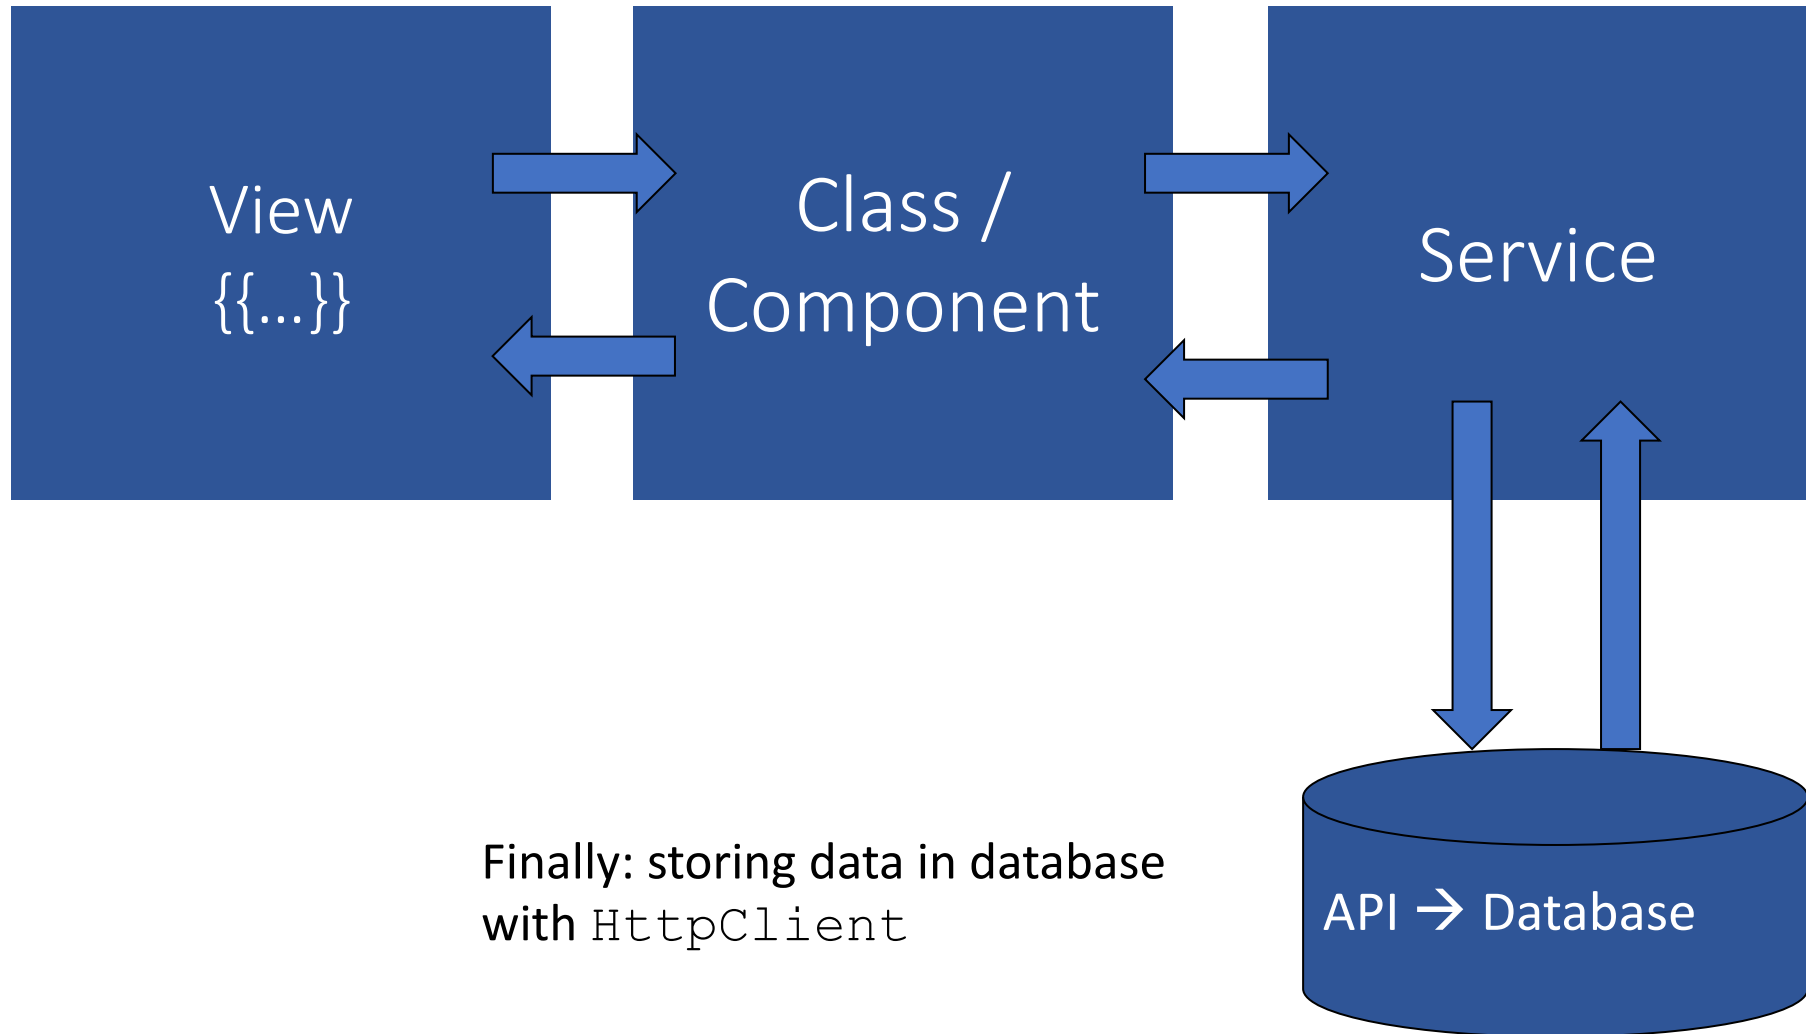 View
{{…}}
Class /
Component
Service
Finally: storing data in database
with HttpClient
API → Database